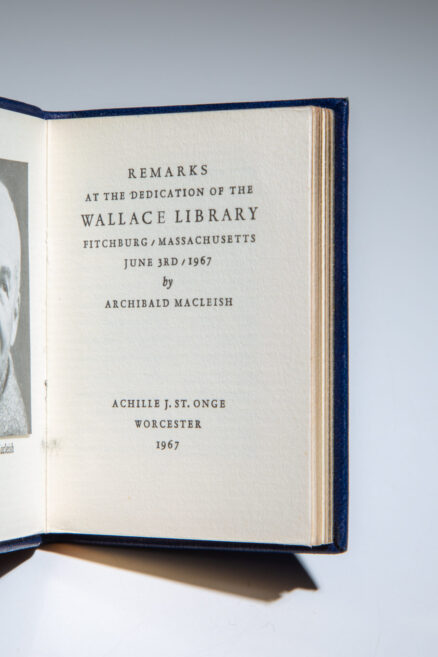 REMARKS
AT THE DEDICATION OF THE
WALLACE LIBRARY
FITCHBURG / MASSACHUSETTS
JUNE 3RD / 1967
by
ARCHIBALD MACLEISH
ACHILLE J. ST. ONGE
WORCESTER
1967